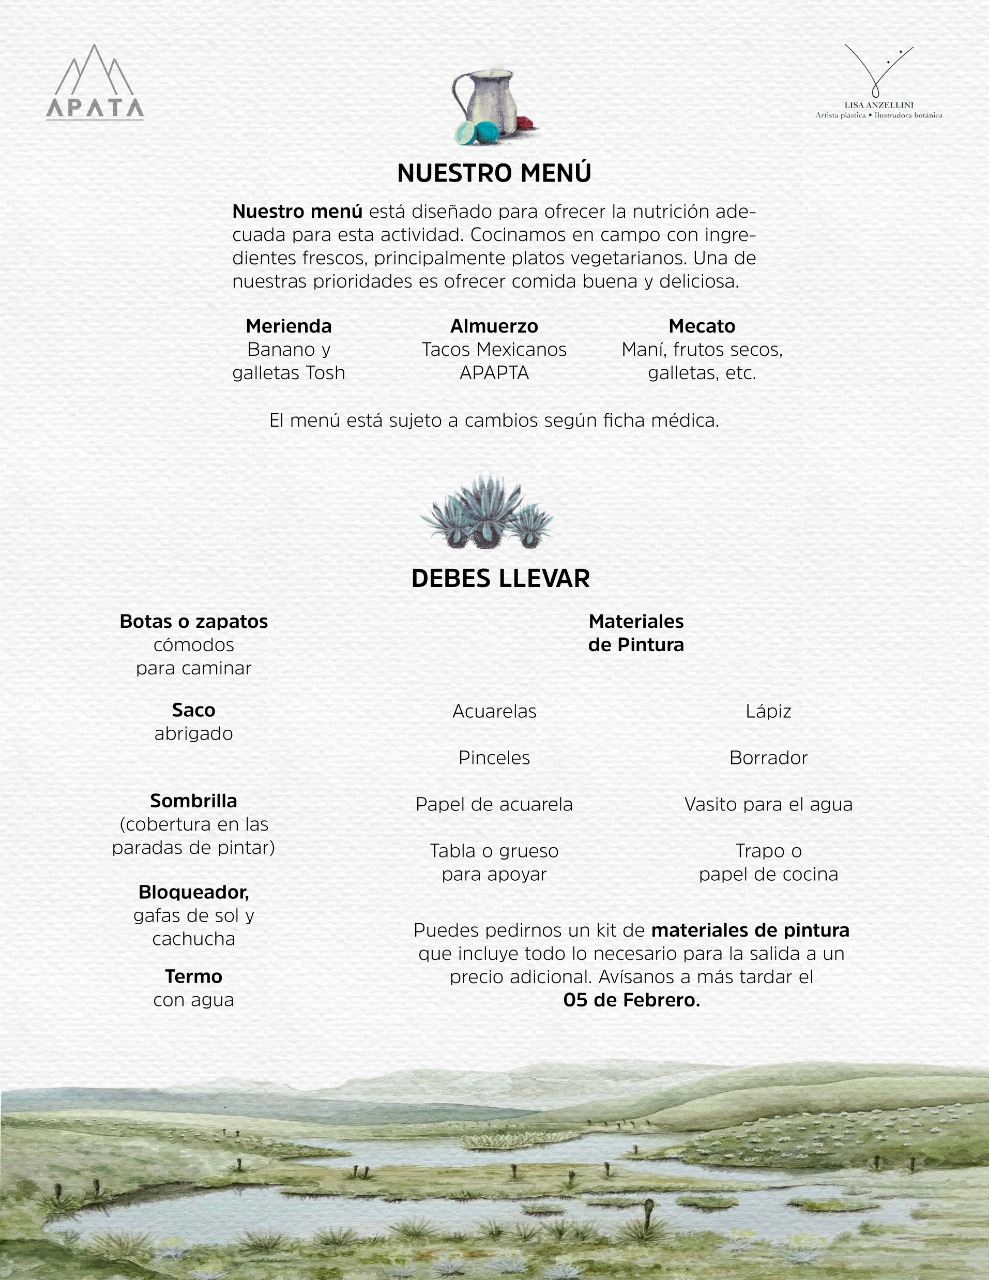 APATA
LISA ANZELLINI
Artista plástica • Ilustradora botánica
NUESTRO MENÚ
Nuestro menú está diseñado para ofrecer la nutrición ade-
cuada para esta actividad. Cocinamos en campo con ingre-
dientes frescos, principalmente platos vegetarianos. Una de
nuestras prioridades es ofrecer comida buena y deliciosa.
Merienda
Banano y
galletas Tosh
Almuerzo
Tacos Mexicanos
APAPTA
Mecato
Maní, frutos secos,
galletas, etc.
El menú está sujeto a cambios según ficha médica.
DEBES LLEVAR
Botas o zapatos
cómodos
para caminar
Saco
abrigado
Sombrilla
(cobertura en las
paradas de pintar)
Bloqueador,
gafas de sol y
cachucha
Termo
con agua
Materiales
de Pintura
Acuarelas
Pinceles
Papel de acuarela
Tabla o grueso
para apoyar
Lápiz
Borrador
Vasito para el agua
Trapo o
papel de cocina
Puedes pedirnos un kit de materiales de pintura
que incluye todo lo necesario para la salida a un
precio adicional. Avísanos a más tardar el
05 de Febrero.